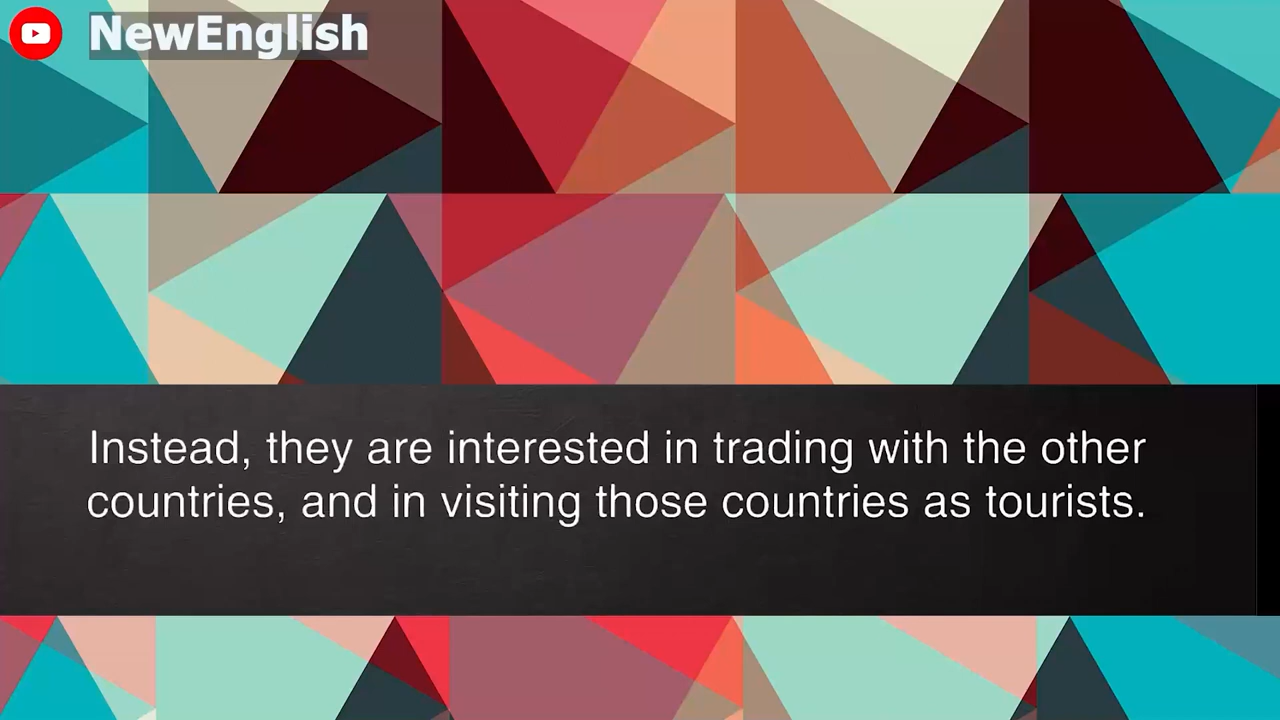 NewEnglish
Instead, they are interested in trading with the other
countries, and in visiting those countries as tourists.